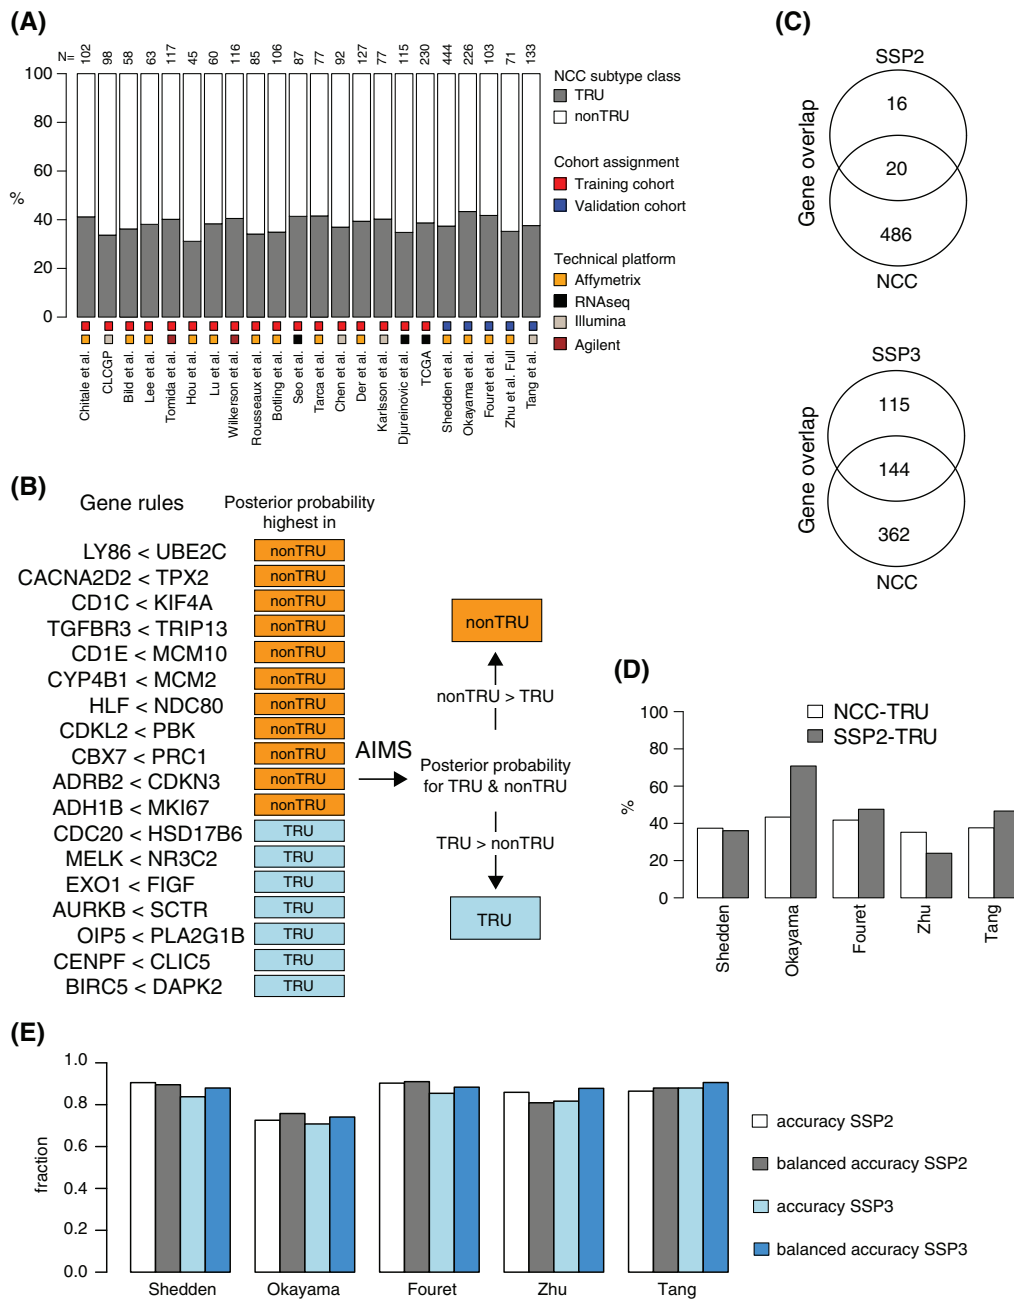 (A)
N= 102 98 58 63 117 45 60 116 85 106 87 77 92 127 77 115 230 444 226 103 71 133
100
80
60
40
20
0
%
Chitale et al.
CLCGP
Bild et al.
Lee et al.
Tomida et al.
Hou et al.
Lu et al.
Wilkerson et al.
Rousseaux et al.
Botling et al.
Seo et al.
Tarca et al.
Chen et al.
Der et al.
Karlsson et al.
Djureinovic et al.
TCGA
Shedden et al.
Okayama et al.
Fouret et al.
Zhu et al. Full
Tang et al.
NCC subtype class
TRU
nonTRU
Cohort assignment
Training cohort
Validation cohort
Technical platform
Affymetrix
RNAseq
Illumina
Agilent
(B)
Gene rules
Posterior probability
highest in
LY86 < UBE2C nonTRU
CACNA2D2 < TPX2 nonTRU
CD1C < KIF4A nonTRU
TGFBR3 < TRIP13 nonTRU
CD1E < MCM10 nonTRU
CYP4B1 < MCM2 nonTRU
HLF < NDC80 nonTRU
CDKL2 < PBK nonTRU
CBX7 < PRC1 nonTRU
ADRB2 < CDKN3 nonTRU
ADH1B < MKI67 nonTRU
CDC20 < HSD17B6 TRU
MELK < NR3C2 TRU
EXO1 < FIGF TRU
AURKB < SCTR TRU
OIP5 < PLA2G1B TRU
CENPF < CLIC5 TRU
BIRC5 < DAPK2 TRU
AIMS
nonTRU
nonTRU > TRU
Posterior probability
for TRU & nonTRU
TRU > nonTRU
TRU
(C)
SSP2
16
20
486
NCC
Gene overlap
SSP3
115
144
362
NCC
Gene overlap
(D)
NCC-TRU
SSP2-TRU
100
80
60
40
20
0
%
Shedden
Okayama
Fouret
Zhu
Tang
(E)
1.0
0.8
0.6
0.4
0.2
0.0
fraction
Shedden
Okayama
Fouret
Zhu
Tang
accuracy SSP2
balanced accuracy SSP2
accuracy SSP3
balanced accuracy SSP3